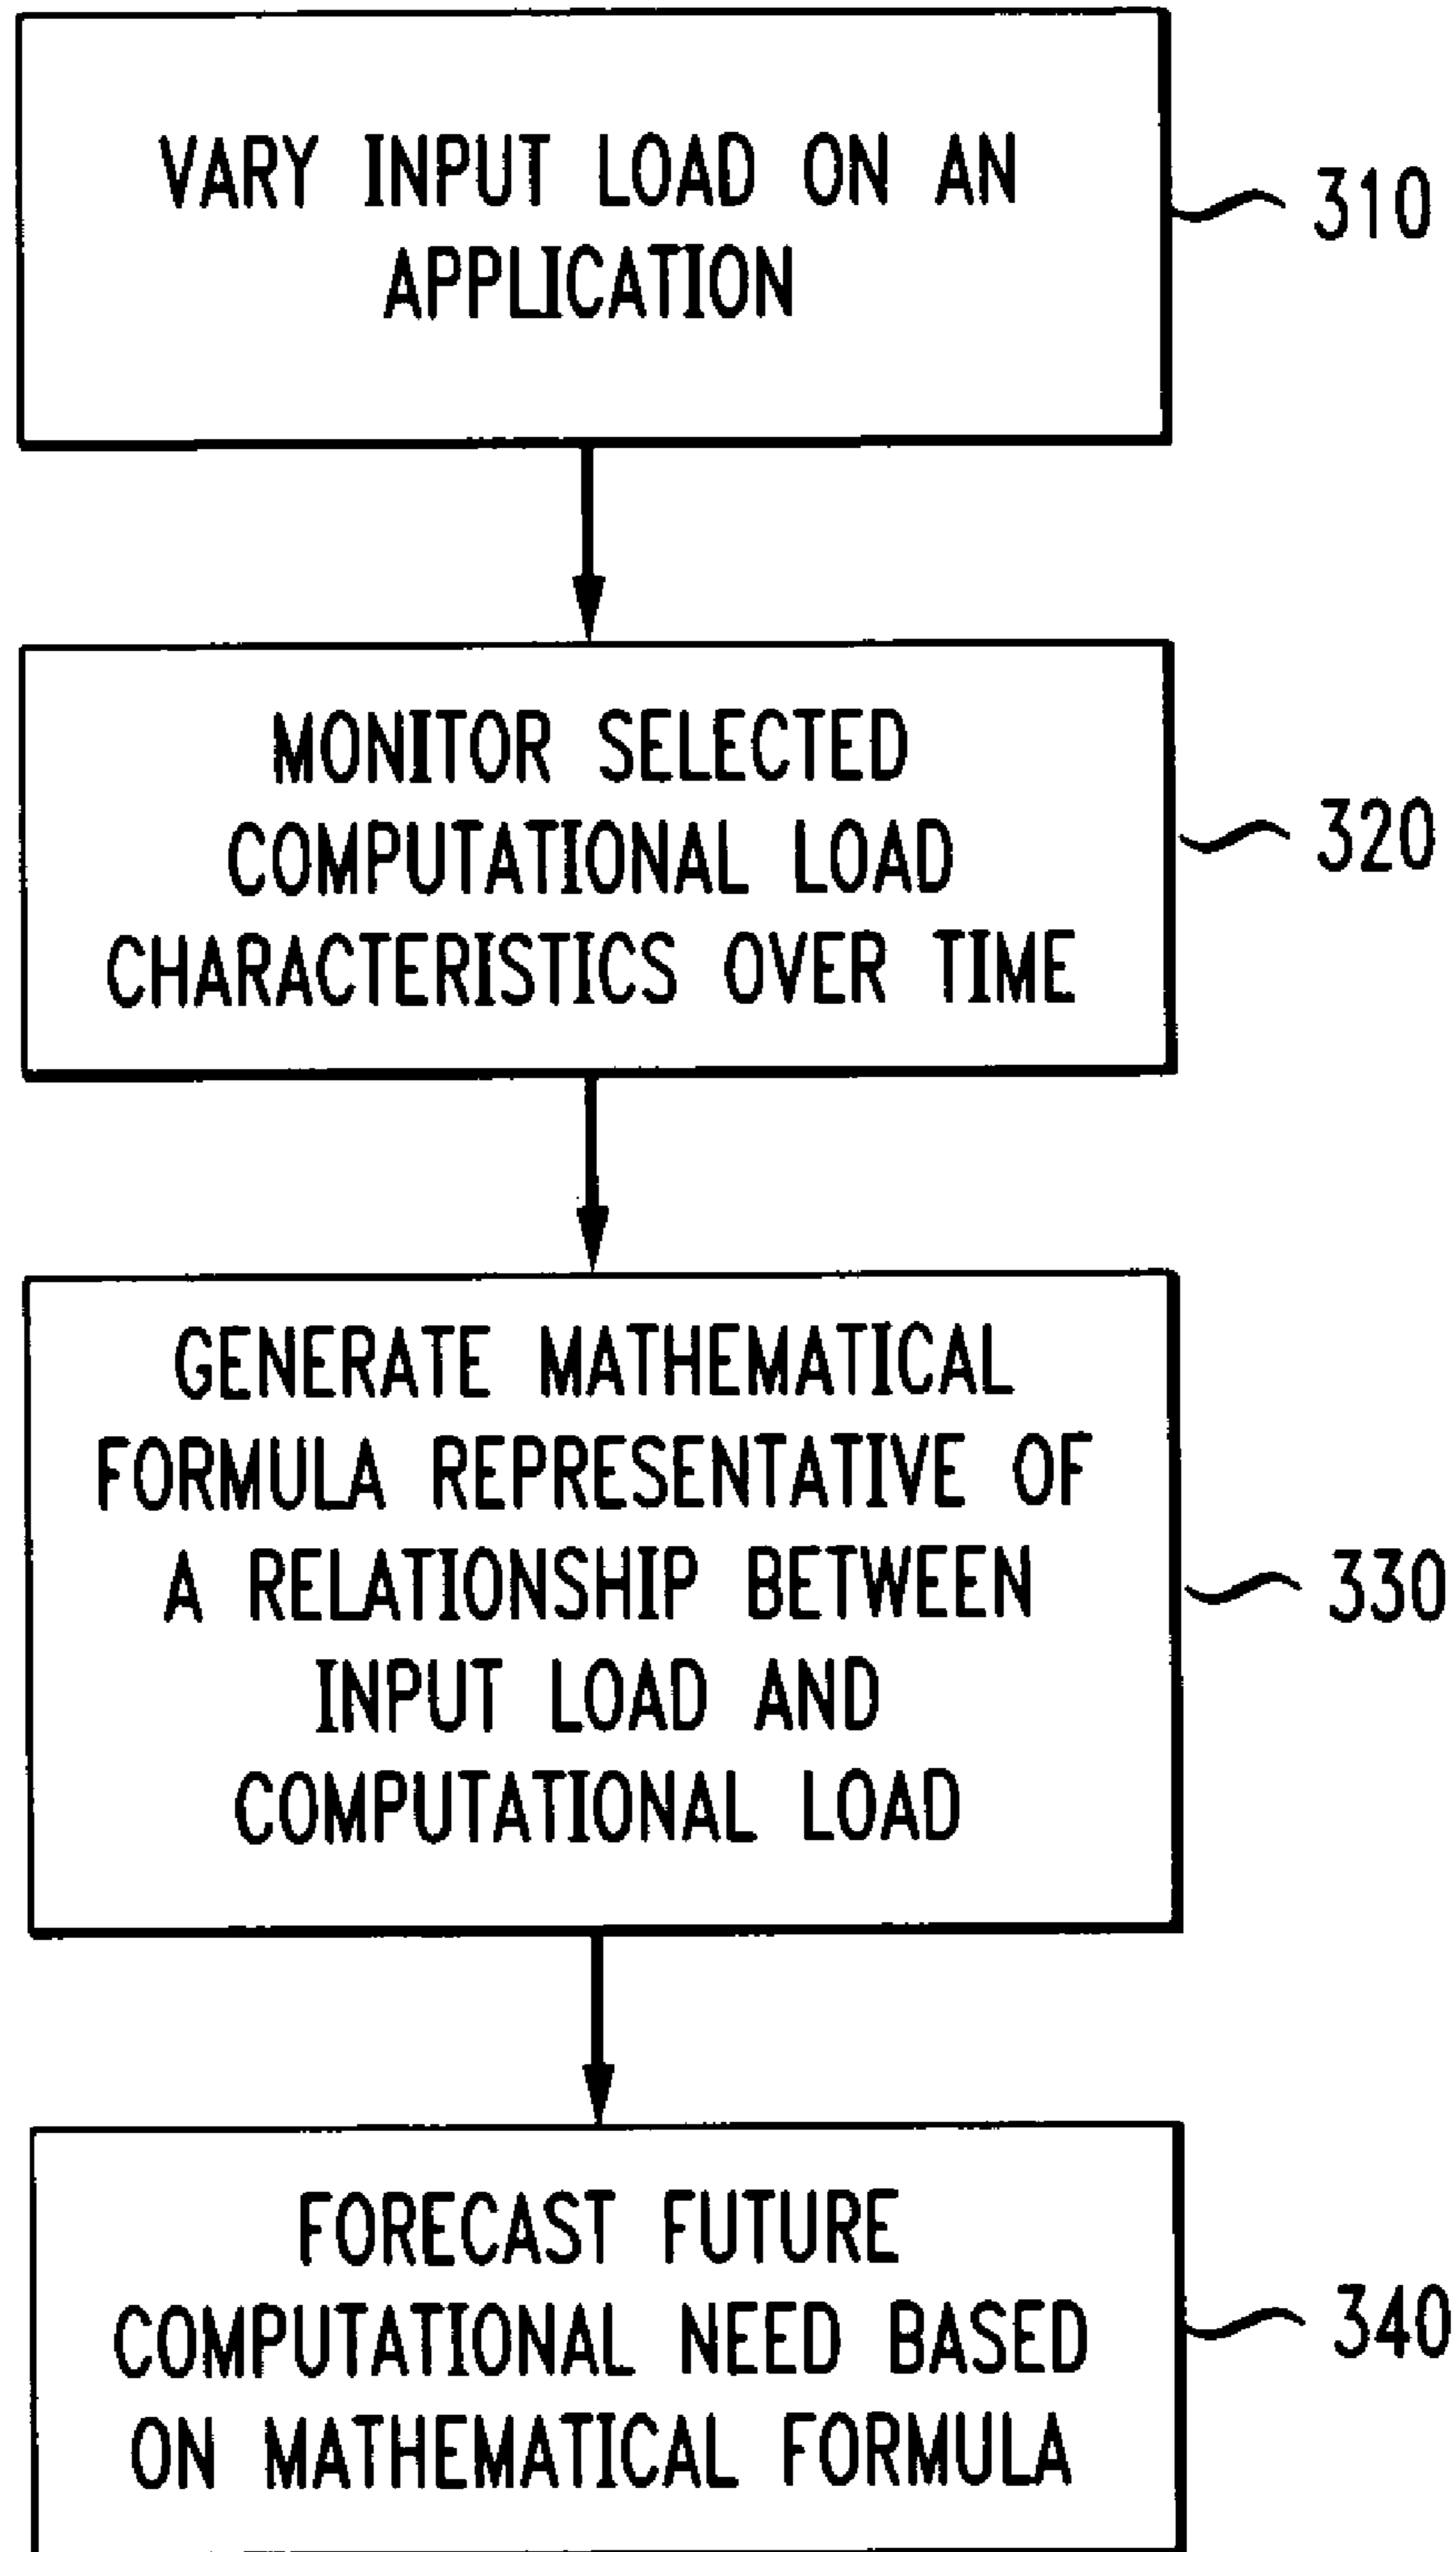 VARY INPUT LOAD ON AN
APPLICATION
310
MONITOR SELECTED
COMPUTATIONAL LOAD
CHARACTERISTICS OVER TIME
320
GENERATE MATHEMATICAL
FORMULA REPRESENTATIVE OF
A RELATIONSHIP BETWEEN
INPUT LOAD AND
COMPUTATIONAL LOAD
330
FORECAST FUTURE
COMPUTATIONAL NEED BASED
ON MATHEMATICAL FORMULA
340